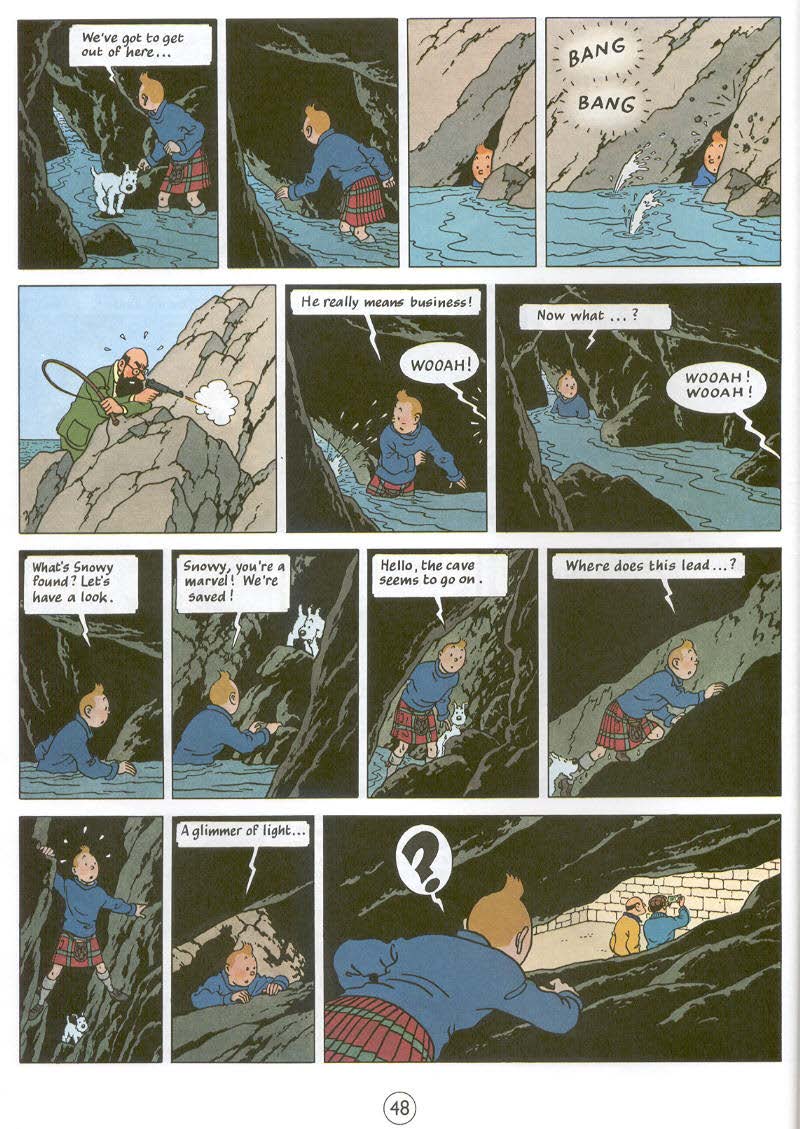 We've got to get
out of here...
BANG
BANG
He really means business!
WOOAH!
Now what ...?
WOOAH!
WOOAH!
What's Snowy
found? Let's
have a look.
Snowy, you're a
marvel! We're
saved!
Hello, the cave
seems to go on.
Where does this lead...?
A glimmer of light...
?
48